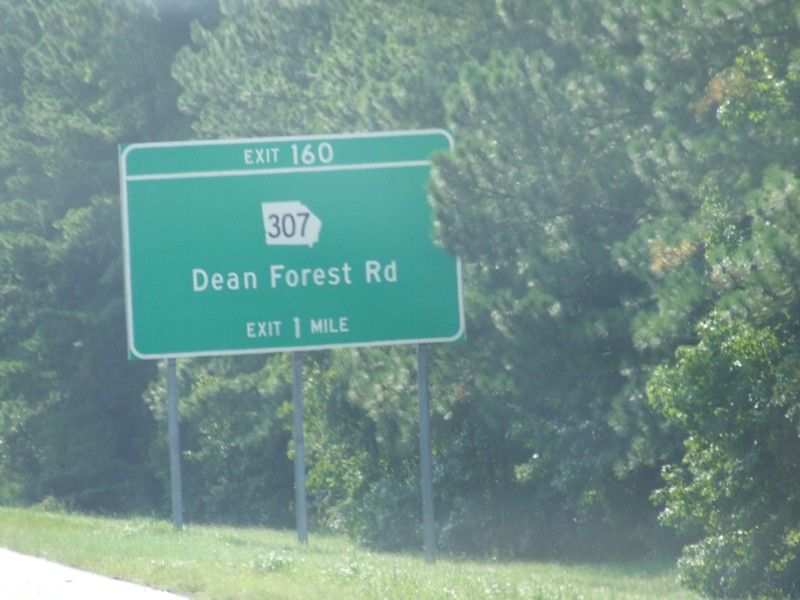 EXIT 160
307
Dean Forest Rd
EXIT 1 MILE